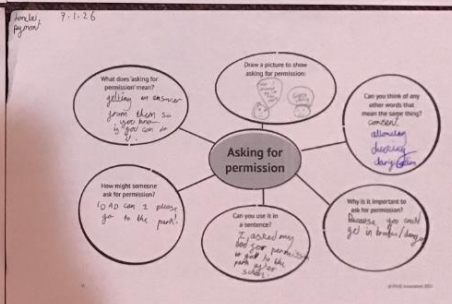 7-1-26
What does 'asking for
permission' mean?
getting an answer
from them so
you know
if you can do
it.
Draw a picture to show
asking for permission:
Can you think of any
other words that
mean the same thing?
consent
allowing
checking
Asking for
permission
How might someone
ask for permission?
"DAD can I please
go to the park!
Can you use it in
a sentence?
I asked my
dad for permission
to go to the
park after
school.
Why is it important to
ask for permission?
Because you could
get in trouble/